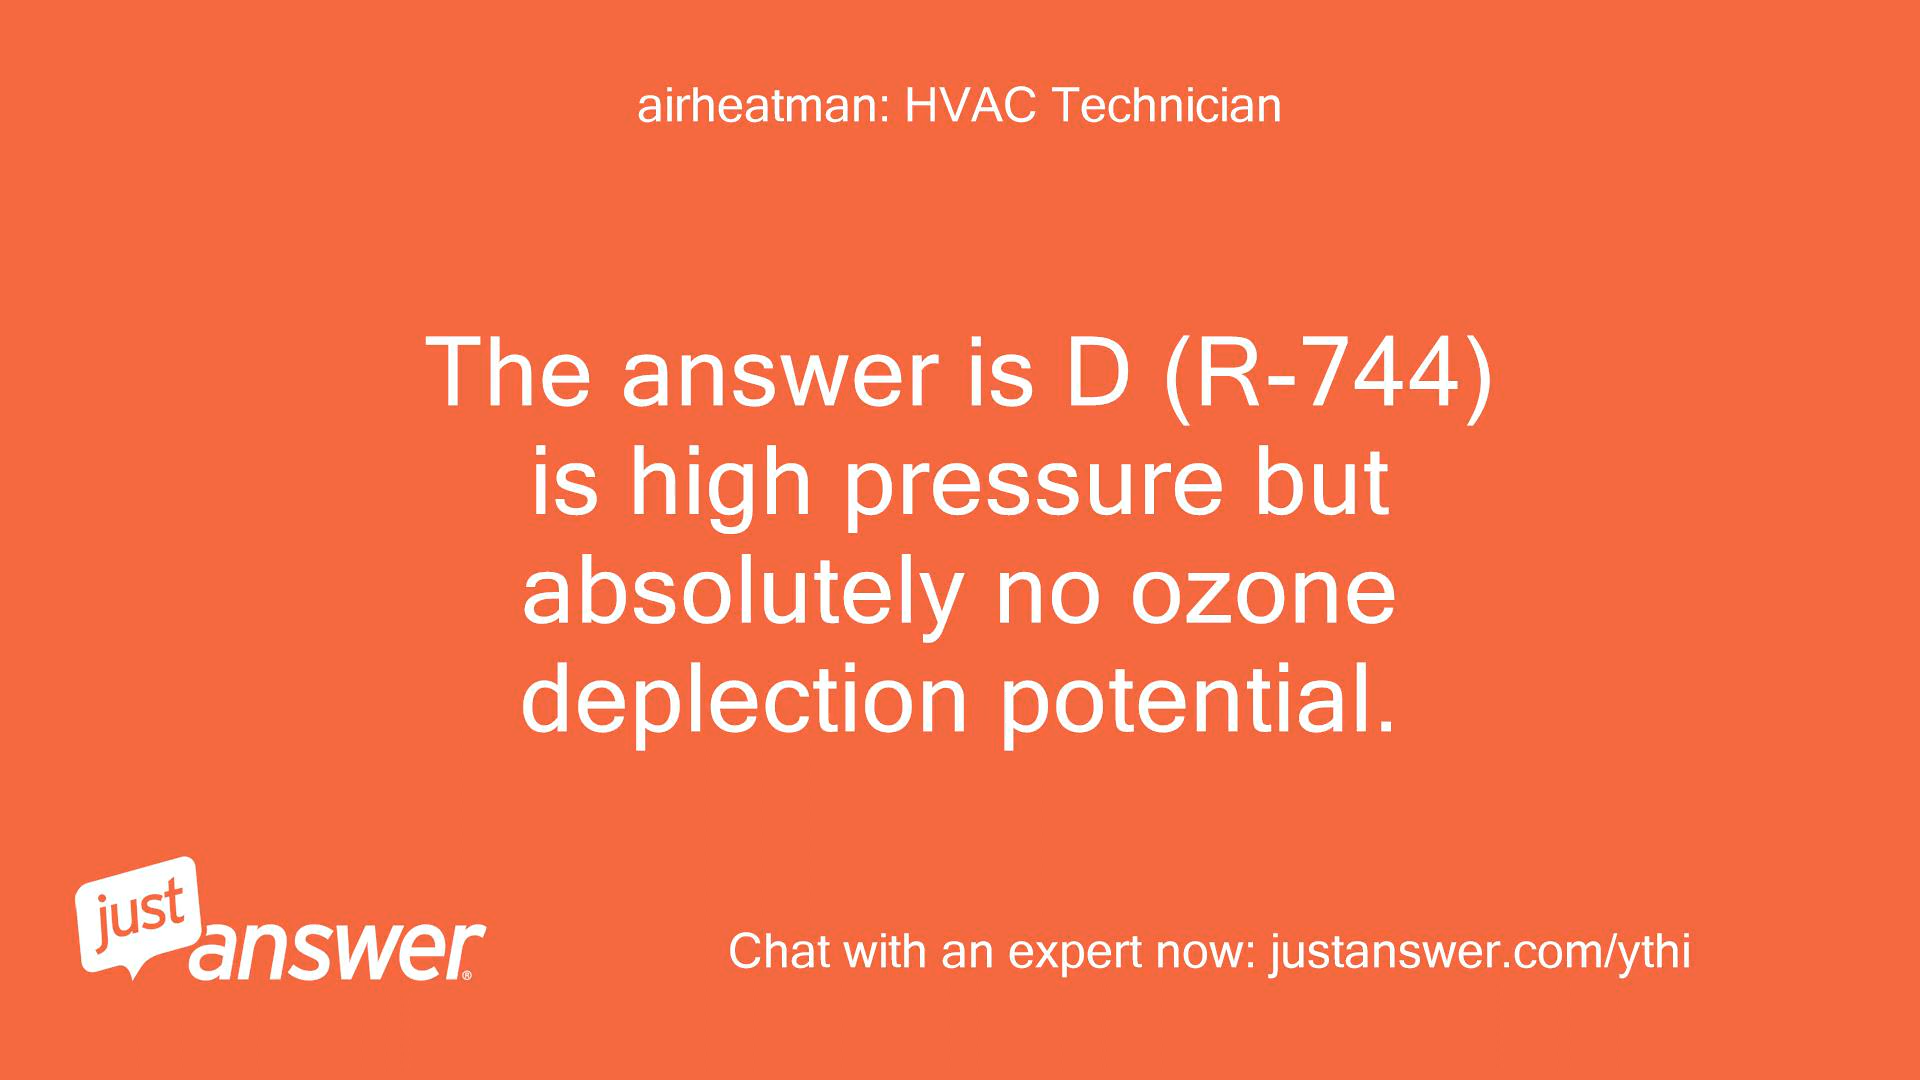 airheatman: HVAC Technician
The answer is D (R-744)
is high pressure but
absolutely no ozone
deplection potential.
just
answer®
Chat with an expert now: justanswer.com/ythi